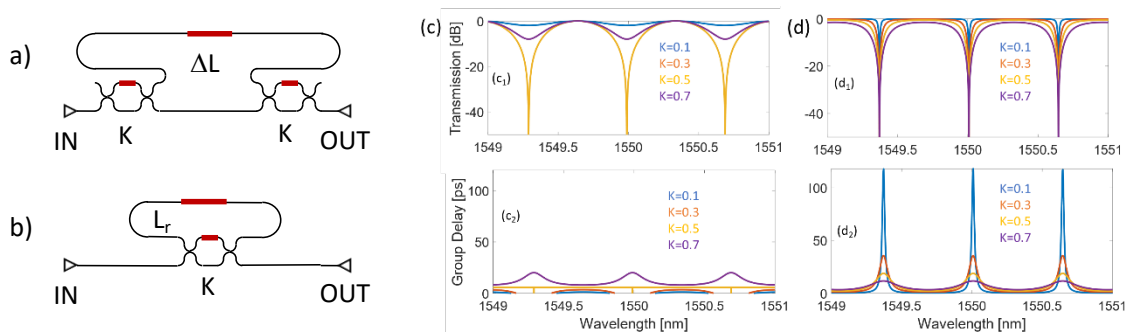 a)
ΔL
K
K
IN
OUT
b)
Lr
K
IN
OUT
(c)
Transmission [dB]
0
-20
-40
K=0.1
K=0.3
K=0.5
K=0.7
(c₁)
1549
1549.5
1550
1550.5
1551
Group Delay [ps]
100
50
0
K=0.1
K=0.3
K=0.5
K=0.7
(c₂)
1549
1549.5
1550
1550.5
1551
Wavelength [nm]
(d)
0
-20
-40
K=0.1
K=0.3
K=0.5
K=0.7
(d₁)
1549
1549.5
1550
1550.5
1551
100
50
0
K=0.1
K=0.3
K=0.5
K=0.7
(d₂)
1549
1549.5
1550
1550.5
1551
Wavelength [nm]